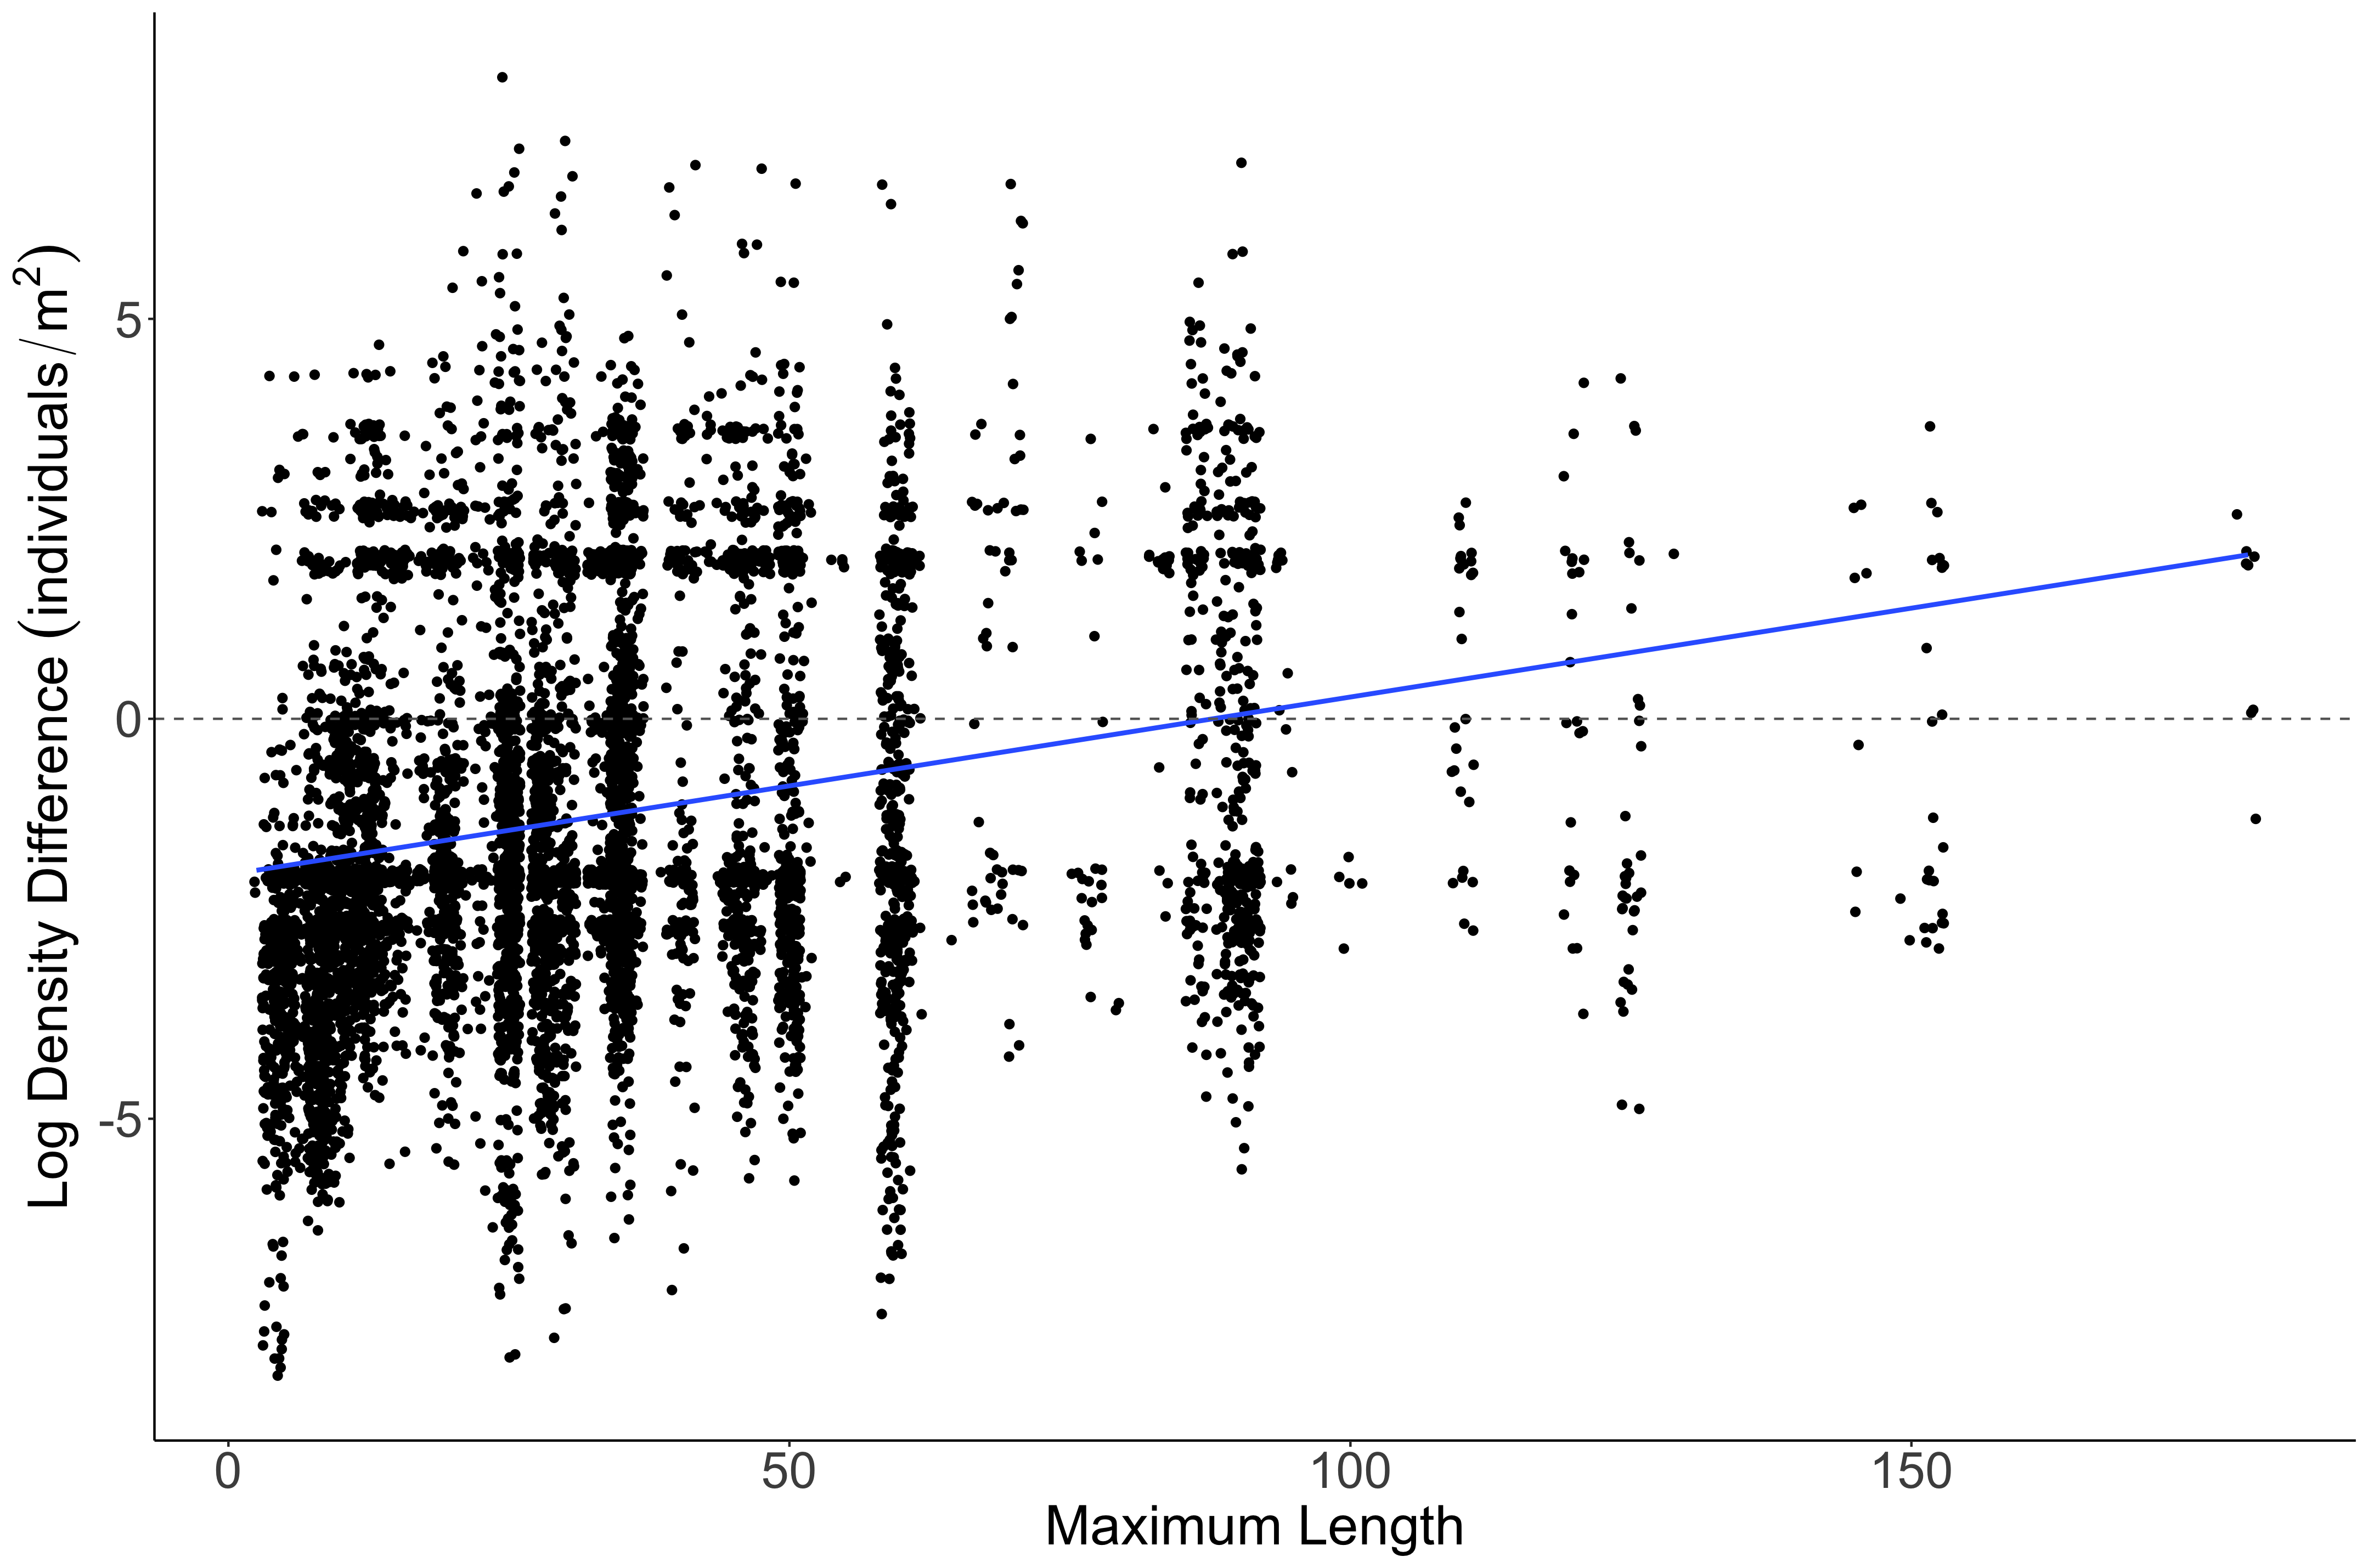 Log Density Difference (individuals/m²)
5
0
-5
0 50 100 150
Maximum Length